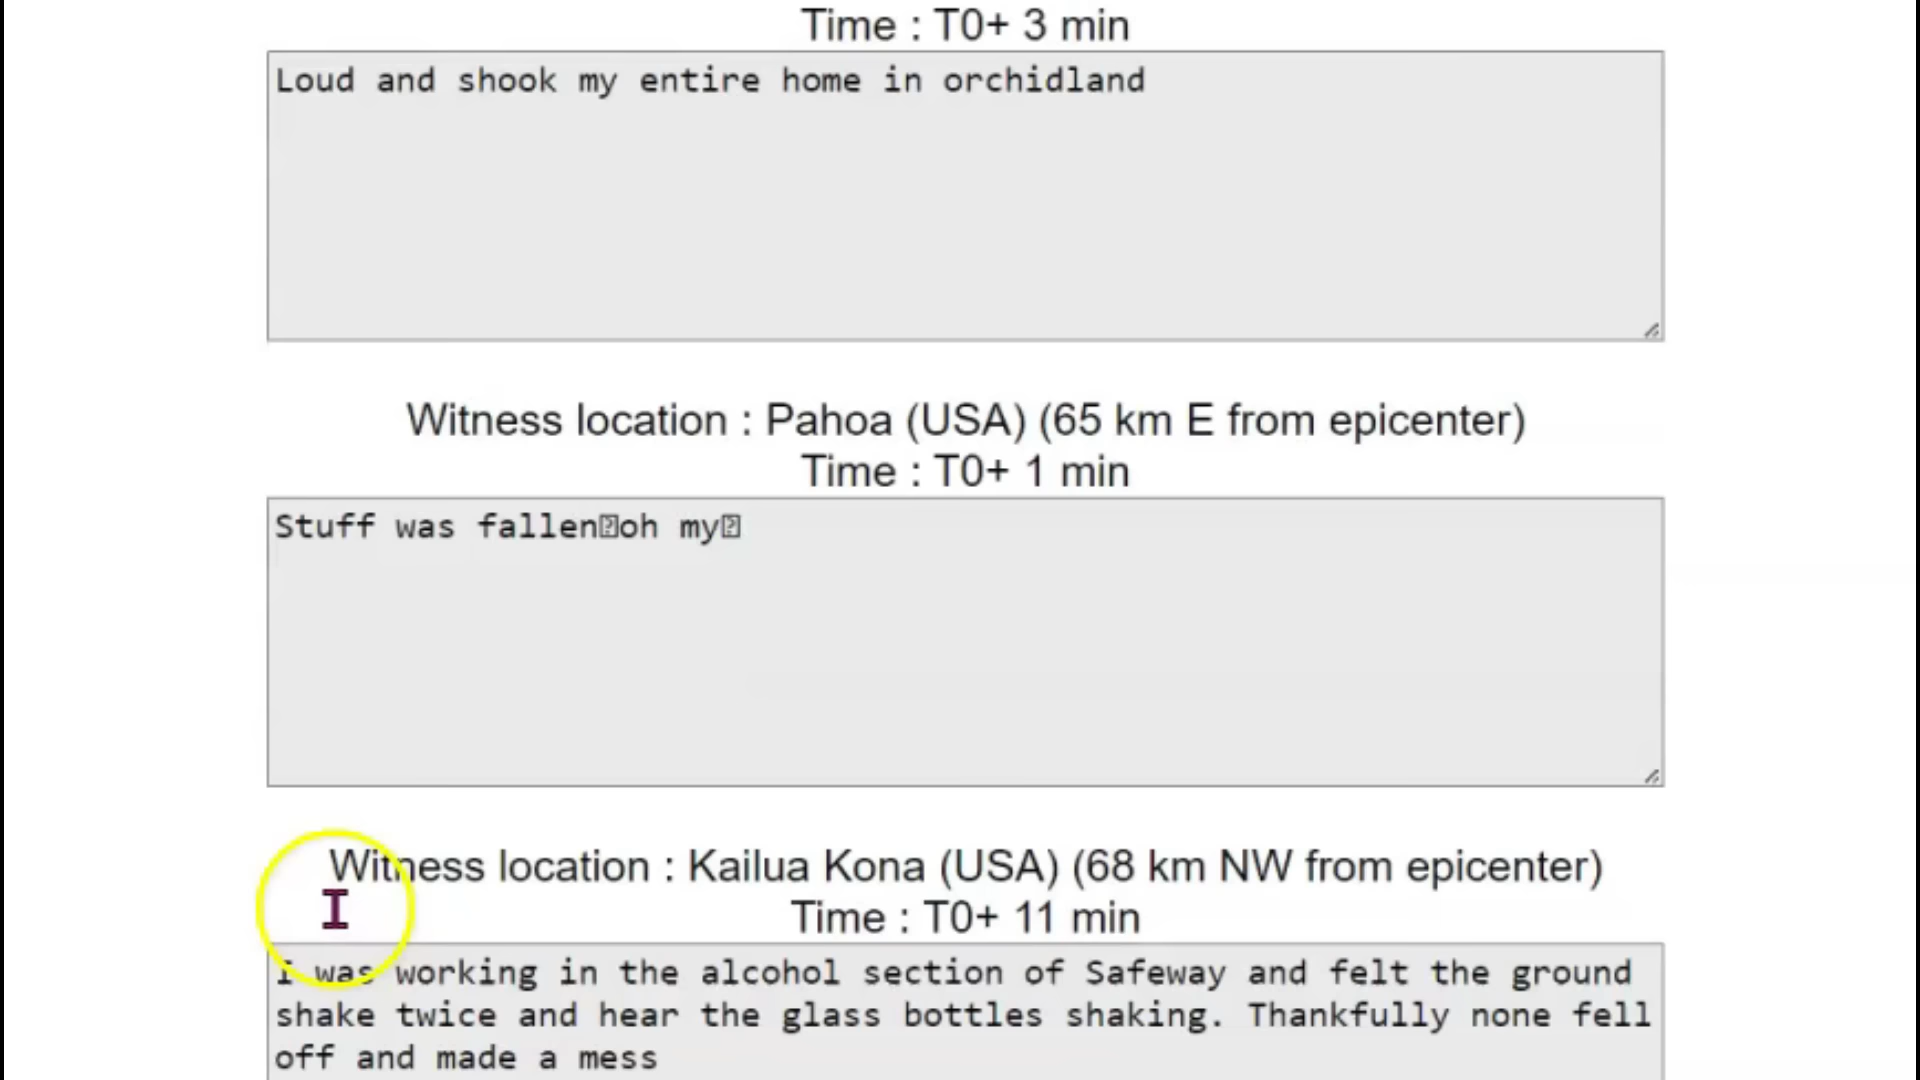 Time : T0+ 3 min
Loud and shook my entire home in orchidland
Witness location : Pahoa (USA) (65 km E from epicenter)
Time : T0+ 1 min
Stuff was fallen⍰oh my⍰
Witness location : Kailua Kona (USA) (68 km NW from epicenter)
Time : T0+ 11 min
I was working in the alcohol section of Safeway and felt the ground
shake twice and hear the glass bottles shaking. Thankfully none fell
off and made a mess